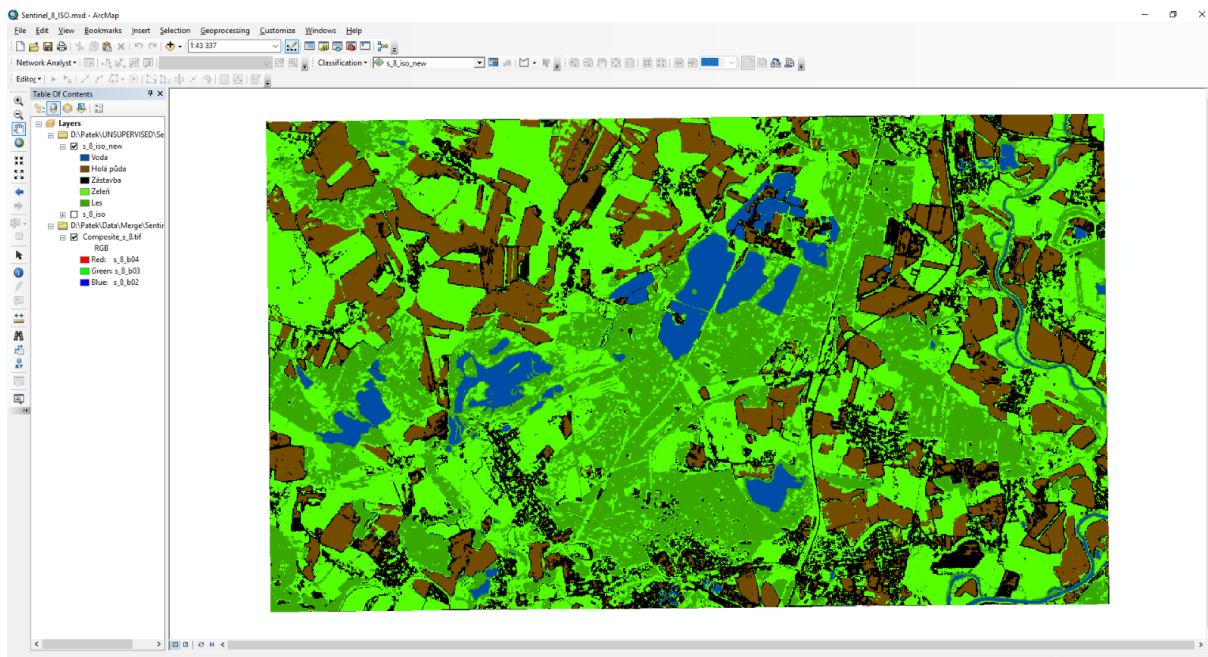 Sentinel_8_ISO.mxd - ArcMap
File Edit View Bookmarks Insert Selection Geoprocessing Customize Windows Help
1:43 337
Network Analyst Classification s_8_iso_new
Editor
Table Of Contents
Layers
D:\Patek\UNSUPERVISED\Se
s_8_iso_new
Voda
Holá půda
Zástavba
Zeleň
Les
s_8_iso
D:\Patek\Data\Merge\Sentir
Composite_s_8.tif
RGB
Red: s_8_b04
Green: s_8_b03
Blue: s_8_b02